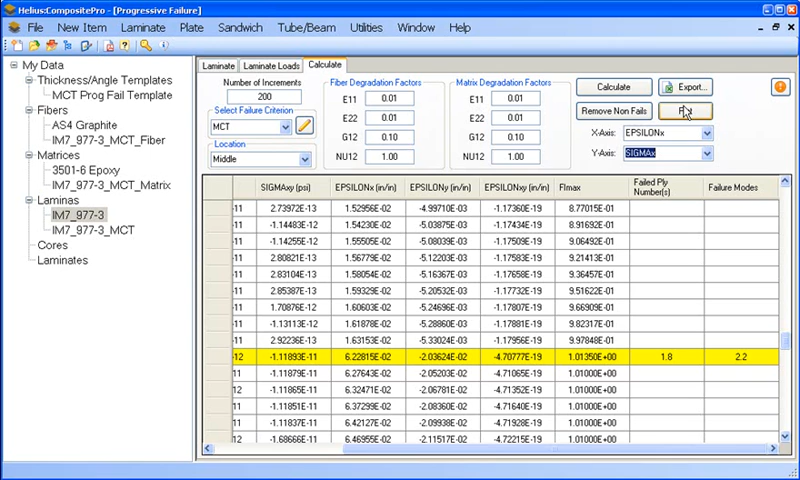 Helius:CompositePro - [Progressive Failure]
File New Item Laminate Plate Sandwich Tube/Beam Utilities Window Help
My Data
Thickness/Angle Templates
MCT Prog Fail Template
Fibers
AS4 Graphite
IM7_977-3_MCT_Fiber
Matrices
3501-6 Epoxy
IM7_977-3_MCT_Matrix
Laminas
IM7_977-3
IM7_977-3_MCT
Cores
Laminates
Laminate Laminate Loads Calculate
Number of Increments
200
Select Failure Criterion
MCT
Location
Middle
Fiber Degradation Factors
E11 0.01
E22 0.01
G12 0.10
NU12 1.00
Matrix Degradation Factors
E11 0.01
E22 0.01
G12 0.10
NU12 1.00
Calculate Export...
Remove Non Fails
X-Axis: EPSILONx
Y-Axis: SIGMAx
SIGMAxy (psi) EPSILONx (in/in) EPSILONy (in/in) EPSILONxy (in/in) FImax Failed Ply Number(s) Failure Modes
-11 2.73972E-13 1.52956E-02 -4.99710E-03 -1.17360E-19 8.77015E-01
-11 -1.14483E-12 1.54230E-02 -5.03875E-03 -1.17434E-19 8.91692E-01
-11 -1.14255E-12 1.55505E-02 -5.08039E-03 -1.17509E-19 9.06492E-01
-11 2.80821E-13 1.56779E-02 -5.12203E-03 -1.17583E-19 9.21413E-01
-11 2.83104E-13 1.58054E-02 -5.16367E-03 -1.17658E-19 9.36457E-01
-11 2.85387E-13 1.59329E-02 -5.20532E-03 -1.17732E-19 9.51622E-01
-11 1.70876E-12 1.60603E-02 -5.24696E-03 -1.17807E-19 9.66909E-01
-11 -1.13113E-12 1.61878E-02 -5.28860E-03 -1.17881E-19 9.82317E-01
-11 2.92236E-13 1.63153E-02 -5.33024E-03 -1.17956E-19 9.97848E-01
-12 -1.11893E-11 6.22815E-02 -2.03624E-02 -4.70777E-19 1.01350E+00 1.8 2.2
11 -1.11879E-11 6.27643E-02 -2.05203E-02 -4.71065E-19 1.01000E+00
12 -1.11865E-11 6.32471E-02 -2.06781E-02 -4.71352E-19 1.01000E+00
11 -1.11851E-11 6.37299E-02 -2.08360E-02 -4.71640E-19 1.01000E+00
11 -1.11837E-11 6.42127E-02 -2.09938E-02 -4.71928E-19 1.01000E+00
12 -1.68666E-11 6.46955E-02 -2.11517E-02 -4.72215E-19 1.01000E+00